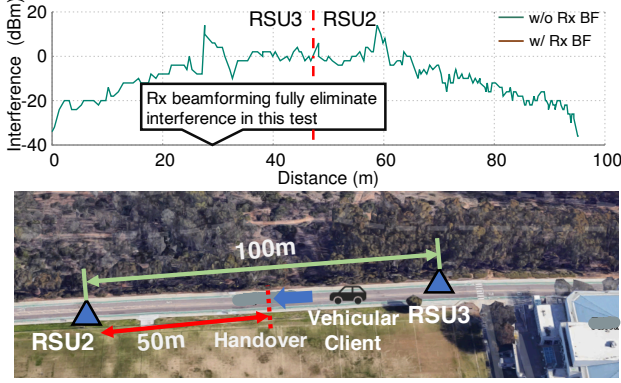 20
0
-20
-40
Interference (dBm)
RSU3 RSU2
w/o Rx BF
w/ Rx BF
Rx beamforming fully eliminate
interference in this test
0 20 40 60 80 100
Distance (m)
100m
RSU2
50m
Handover
Vehicular
Client
RSU3